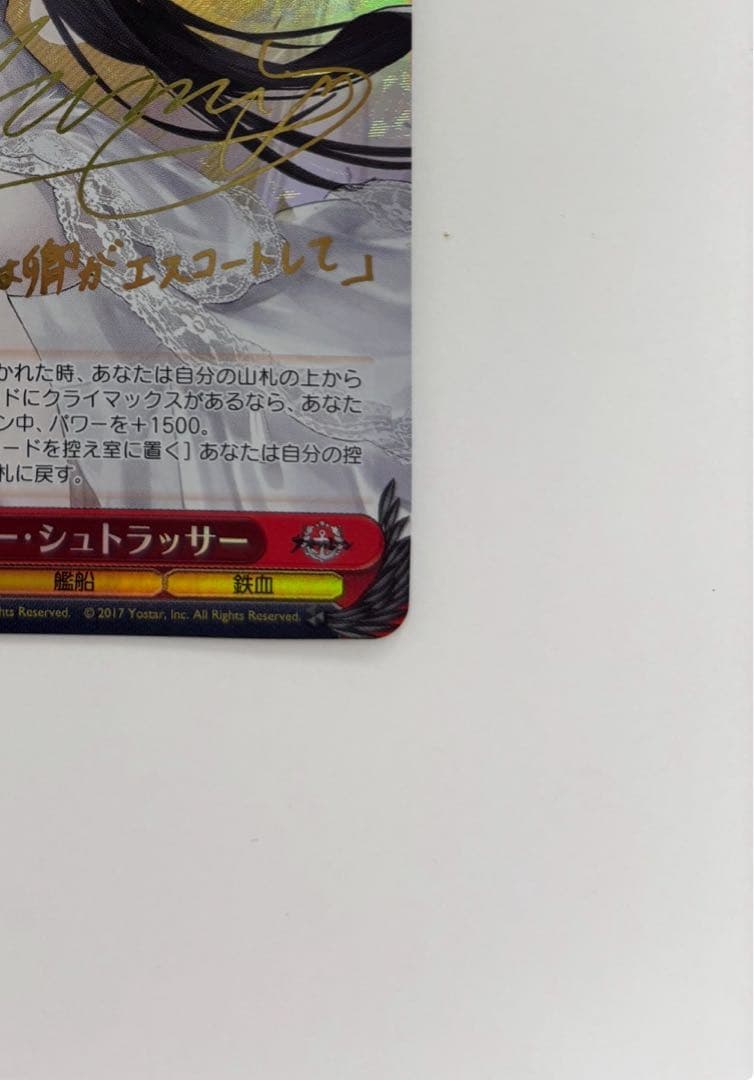 は卿がエスコートして」
かれた時、あなたは自分の山札の上から
ードにクライマックスがあるなら、あなた
ン中、パワーを+1500。
ードを控え室に置く] あなたは自分の控
札に戻す。
ー・シュトラッサー
艦船 鉄血
hts Reserved. © 2017 Yostar, Inc. All Rights Reserved.